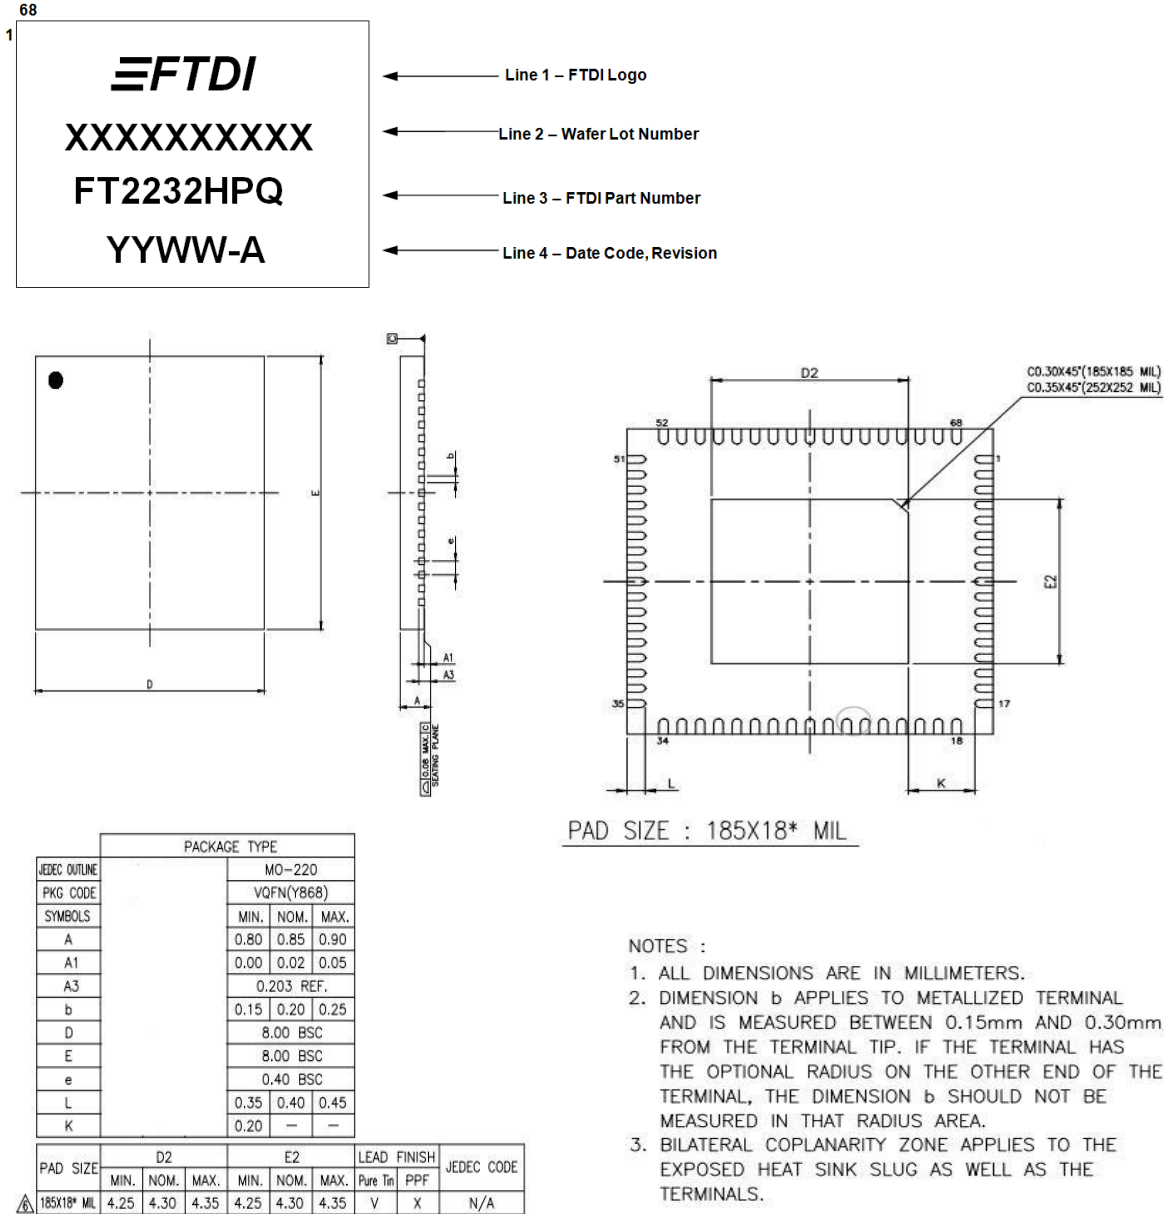 68
1
FTDI
XXXXXXXXXX
FT2232HPQ
YYWW-A
Line 1 – FTDI Logo
Line 2 – Wafer Lot Number
Line 3 – FTDI Part Number
Line 4 – Date Code, Revision
E
D
C
b
e
A1
A3
A
0.08 MAX. C
SEATING PLANE
D2
C0.30X45°(185X185 MIL)
C0.35X45°(252X252 MIL)
52
68
51
1
E2
35
17
34
18
L
K
PAD SIZE : 185X18* MIL
PACKAGE TYPE
JEDEC OUTLINE MO-220
PKG CODE VQFN(Y868)
SYMBOLS MIN. NOM. MAX.
A 0.80 0.85 0.90
A1 0.00 0.02 0.05
A3 0.203 REF.
b 0.15 0.20 0.25
D 8.00 BSC
E 8.00 BSC
e 0.40 BSC
L 0.35 0.40 0.45
K 0.20 — —
PAD SIZE D2 E2 LEAD FINISH JEDEC CODE
MIN. NOM. MAX. MIN. NOM. MAX. Pure Tin PPF
6 185X18* MIL 4.25 4.30 4.35 4.25 4.30 4.35 V X N/A
NOTES :
1. ALL DIMENSIONS ARE IN MILLIMETERS.
2. DIMENSION b APPLIES TO METALLIZED TERMINAL
AND IS MEASURED BETWEEN 0.15mm AND 0.30mm
FROM THE TERMINAL TIP. IF THE TERMINAL HAS
THE OPTIONAL RADIUS ON THE OTHER END OF THE
TERMINAL, THE DIMENSION b SHOULD NOT BE
MEASURED IN THAT RADIUS AREA.
3. BILATERAL COPLANARITY ZONE APPLIES TO THE
EXPOSED HEAT SINK SLUG AS WELL AS THE
TERMINALS.